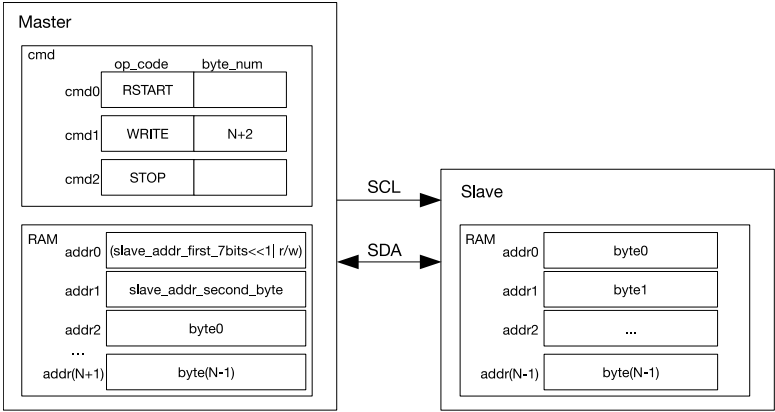 Master
cmd
op_code byte_num
cmd0 RSTART
cmd1 WRITE N+2
cmd2 STOP
RAM
addr0 (slave_addr_first_7bits<<1| r/w)
addr1 slave_addr_second_byte
addr2 byte0
...
addr(N+1) byte(N-1)
SCL
SDA
Slave
RAM
addr0 byte0
addr1 byte1
addr2 ...
addr(N-1) byte(N-1)